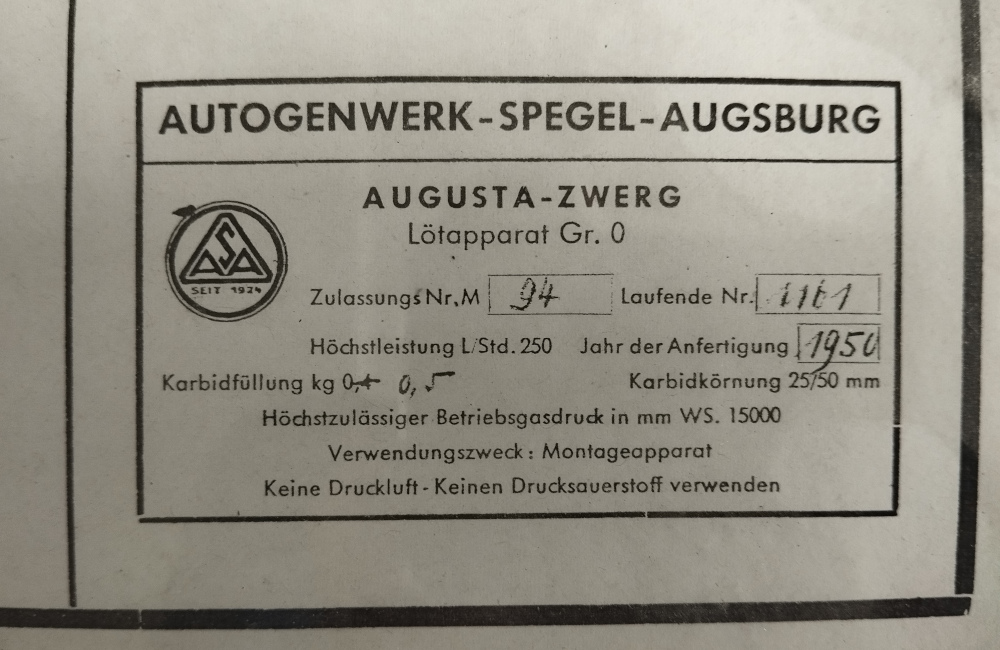 AUTOGENWERK-SPEGEL-AUGSBURG
AUGUSTA-ZWERG
Lötapparat Gr. 0
ASA
SEIT 1924
Zulassungs Nr. M 94 Laufende Nr. 1161
Höchstleistung L/Std. 250 Jahr der Anfertigung 1950
Karbidfüllung kg 0,5 Karbidkörnung 25/50 mm
Höchstzulässiger Betriebsgasdruck in mm WS. 15000
Verwendungszweck: Montageapparat
Keine Druckluft - Keinen Drucksauerstoff verwenden